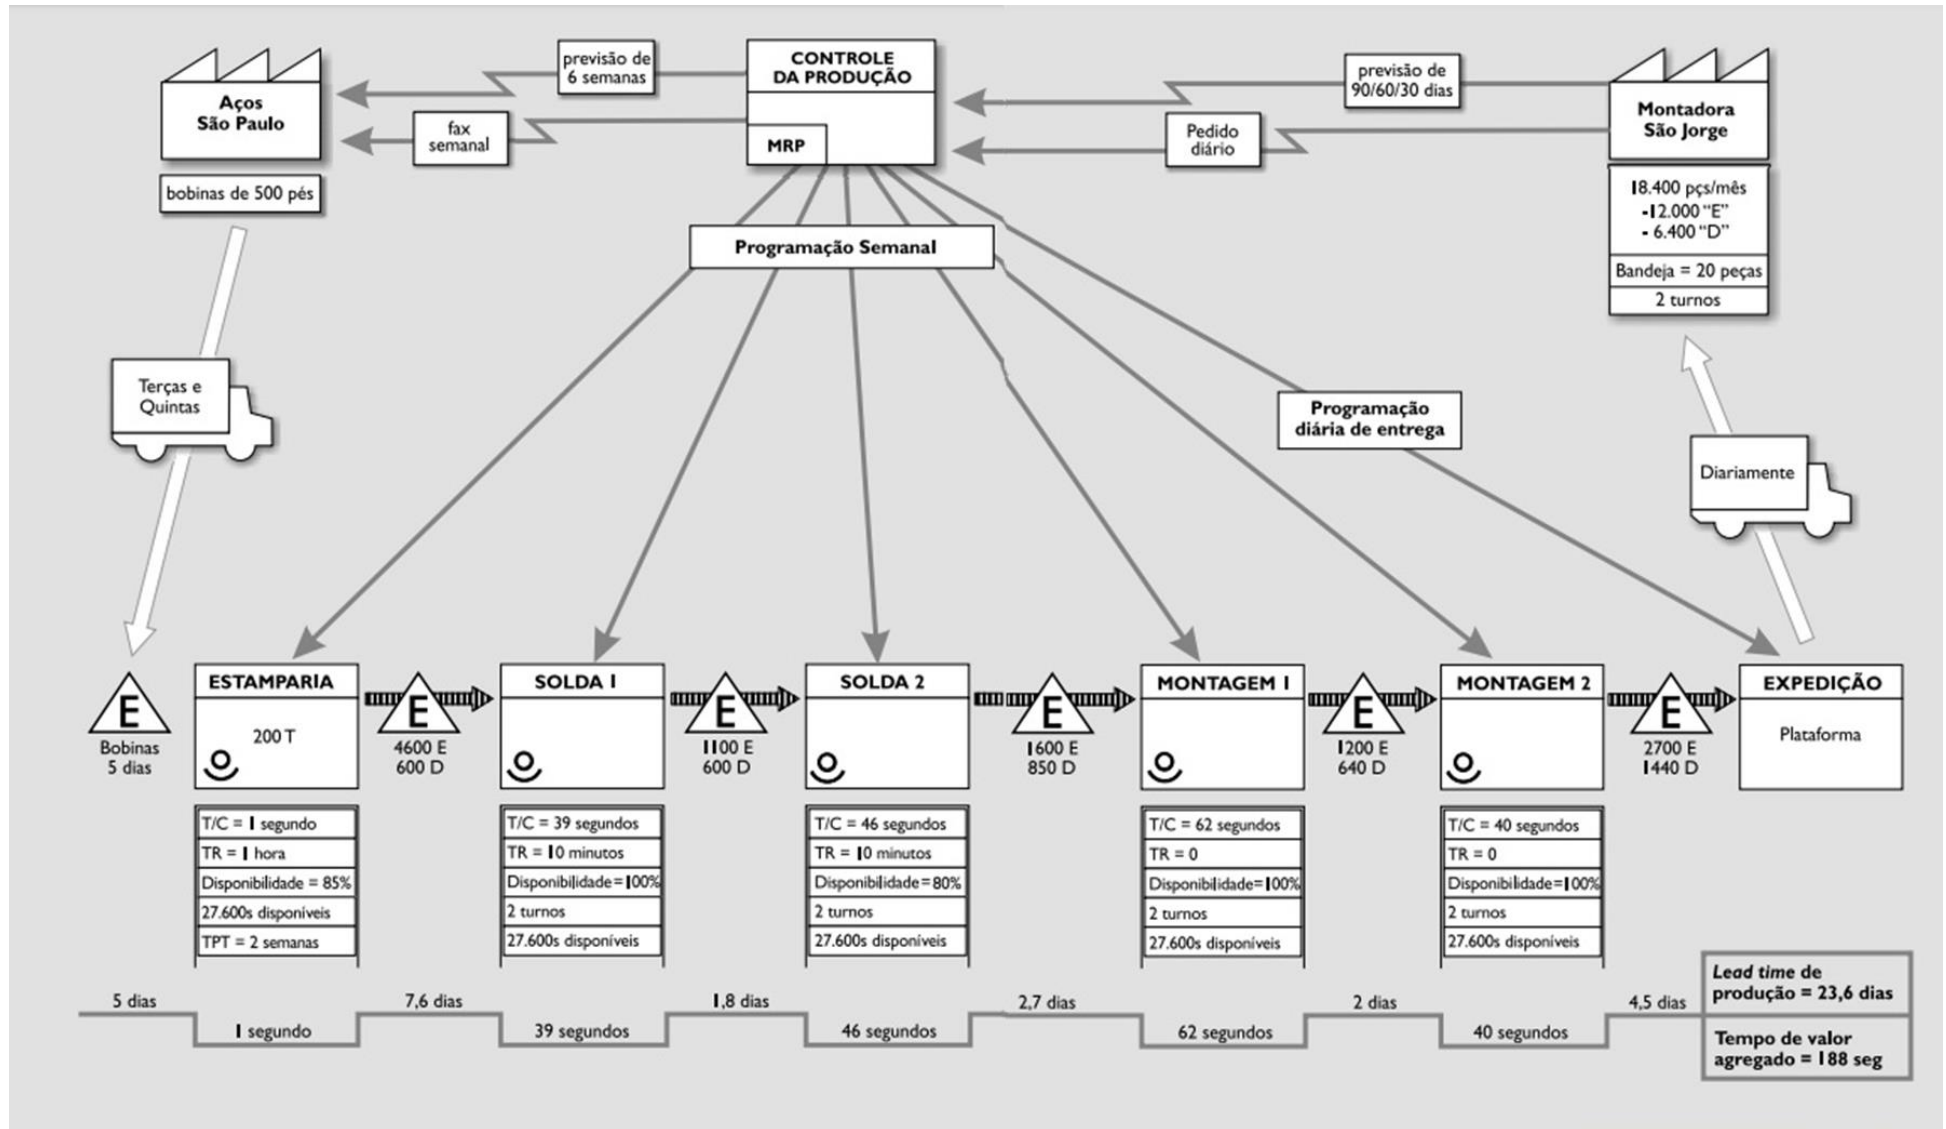 Aços
São Paulo
bobinas de 500 pés
previsão de
6 semanas
fax
semanal
CONTROLE
DA PRODUÇÃO
MRP
previsão de
90/60/30 dias
Pedido
diário
Montadora
São Jorge
18.400 pçs/mês
-12.000 “E”
- 6.400 “D”
Bandeja = 20 peças
2 turnos
Programação Semanal
Terças e
Quintas
Programação
diária de entrega
Diariamente
E
Bobinas
5 dias
ESTAMPARIA
200 T
E
4600 E
600 D
SOLDA 1
E
1100 E
600 D
SOLDA 2
E
1600 E
850 D
MONTAGEM 1
E
1200 E
640 D
MONTAGEM 2
E
2700 E
1440 D
EXPEDIÇÃO
Plataforma
T/C = 1 segundo
TR = 1 hora
Disponibilidade = 85%
27.600s disponíveis
TPT = 2 semanas
T/C = 39 segundos
TR = 10 minutos
Disponibilidade=100%
2 turnos
27.600s disponíveis
T/C = 46 segundos
TR = 10 minutos
Disponibilidade=80%
2 turnos
27.600s disponíveis
T/C = 62 segundos
TR = 0
Disponibilidade=100%
2 turnos
27.600s disponíveis
T/C = 40 segundos
TR = 0
Disponibilidade=100%
2 turnos
27.600s disponíveis
5 dias
1 segundo
7,6 dias
39 segundos
1,8 dias
46 segundos
2,7 dias
62 segundos
2 dias
40 segundos
4,5 dias
Lead time de
produção = 23,6 dias
Tempo de valor
agregado = 188 seg